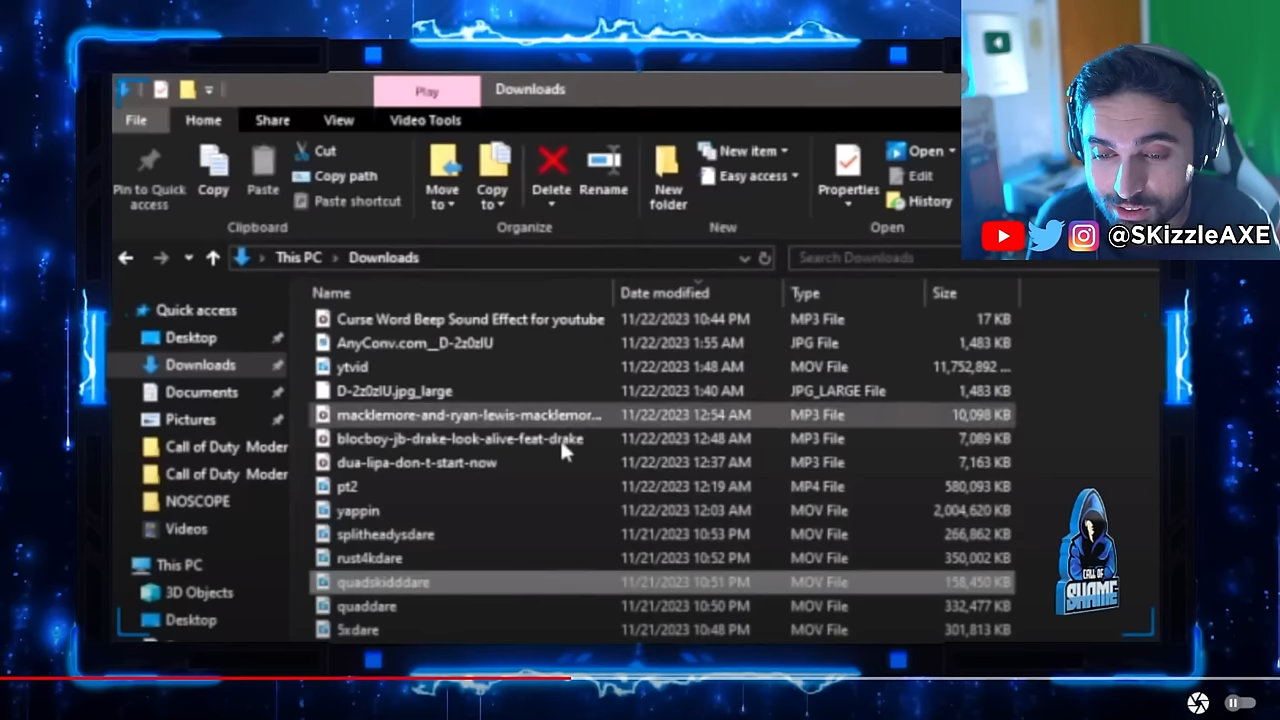 Play Downloads
File Home Share View Video Tools
Pin to Quick access
Copy
Paste
Cut
Copy path
Paste shortcut
Clipboard
Move to
Copy to
Delete
Rename
Organize
New folder
New item
Easy access
New
Properties
Open
Edit
History
Open
@SKizzleAXE
This PC > Downloads
Search Downloads
Quick access
Desktop
Downloads
Documents
Pictures
Call of Duty Moder
Call of Duty Moder
NOSCOPE
Videos
This PC
3D Objects
Desktop
Name Date modified Type Size
Curse Word Beep Sound Effect for youtube 11/22/2023 10:44 PM MP3 File 17 KB
AnyConv.com__D-2z0zlU 11/22/2023 1:55 AM JPG File 1,483 KB
ytvid 11/22/2023 1:48 AM MOV File 11,752,892 ...
D-2z0zlU.jpg_large 11/22/2023 1:40 AM JPG_LARGE File 1,483 KB
macklemore-and-ryan-lewis-macklemor... 11/22/2023 12:54 AM MP3 File 10,098 KB
blocboy-jb-drake-look-alive-feat-drake 11/22/2023 12:48 AM MP3 File 7,089 KB
dua-lipa-don-t-start-now 11/22/2023 12:37 AM MP3 File 7,163 KB
pt2 11/22/2023 12:19 AM MP4 File 580,093 KB
yappin 11/22/2023 12:03 AM MOV File 2,004,620 KB
splitheadysdare 11/21/2023 10:53 PM MOV File 266,862 KB
rust4kdare 11/21/2023 10:52 PM MOV File 350,002 KB
quadskidddare 11/21/2023 10:51 PM MOV File 158,450 KB
quaddare 11/21/2023 10:50 PM MOV File 332,477 KB
5xdare 11/21/2023 10:48 PM MOV File 301,813 KB
CALL OF
SHAME